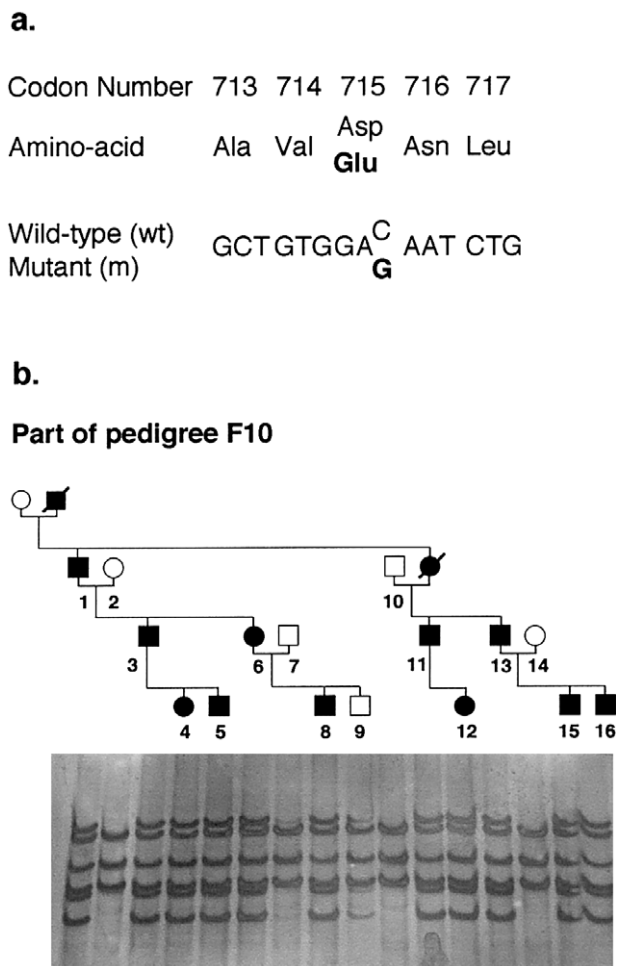 a.
Codon Number 713 714 715 716 717
Amino-acid Ala Val Asp Asn Leu
Glu
Wild-type (wt) GCT GTGGAC AAT CTG
Mutant (m) G
b.
Part of pedigree F10
1 2 10
3 6 7 11 13 14
4 5 8 9 12 15 16